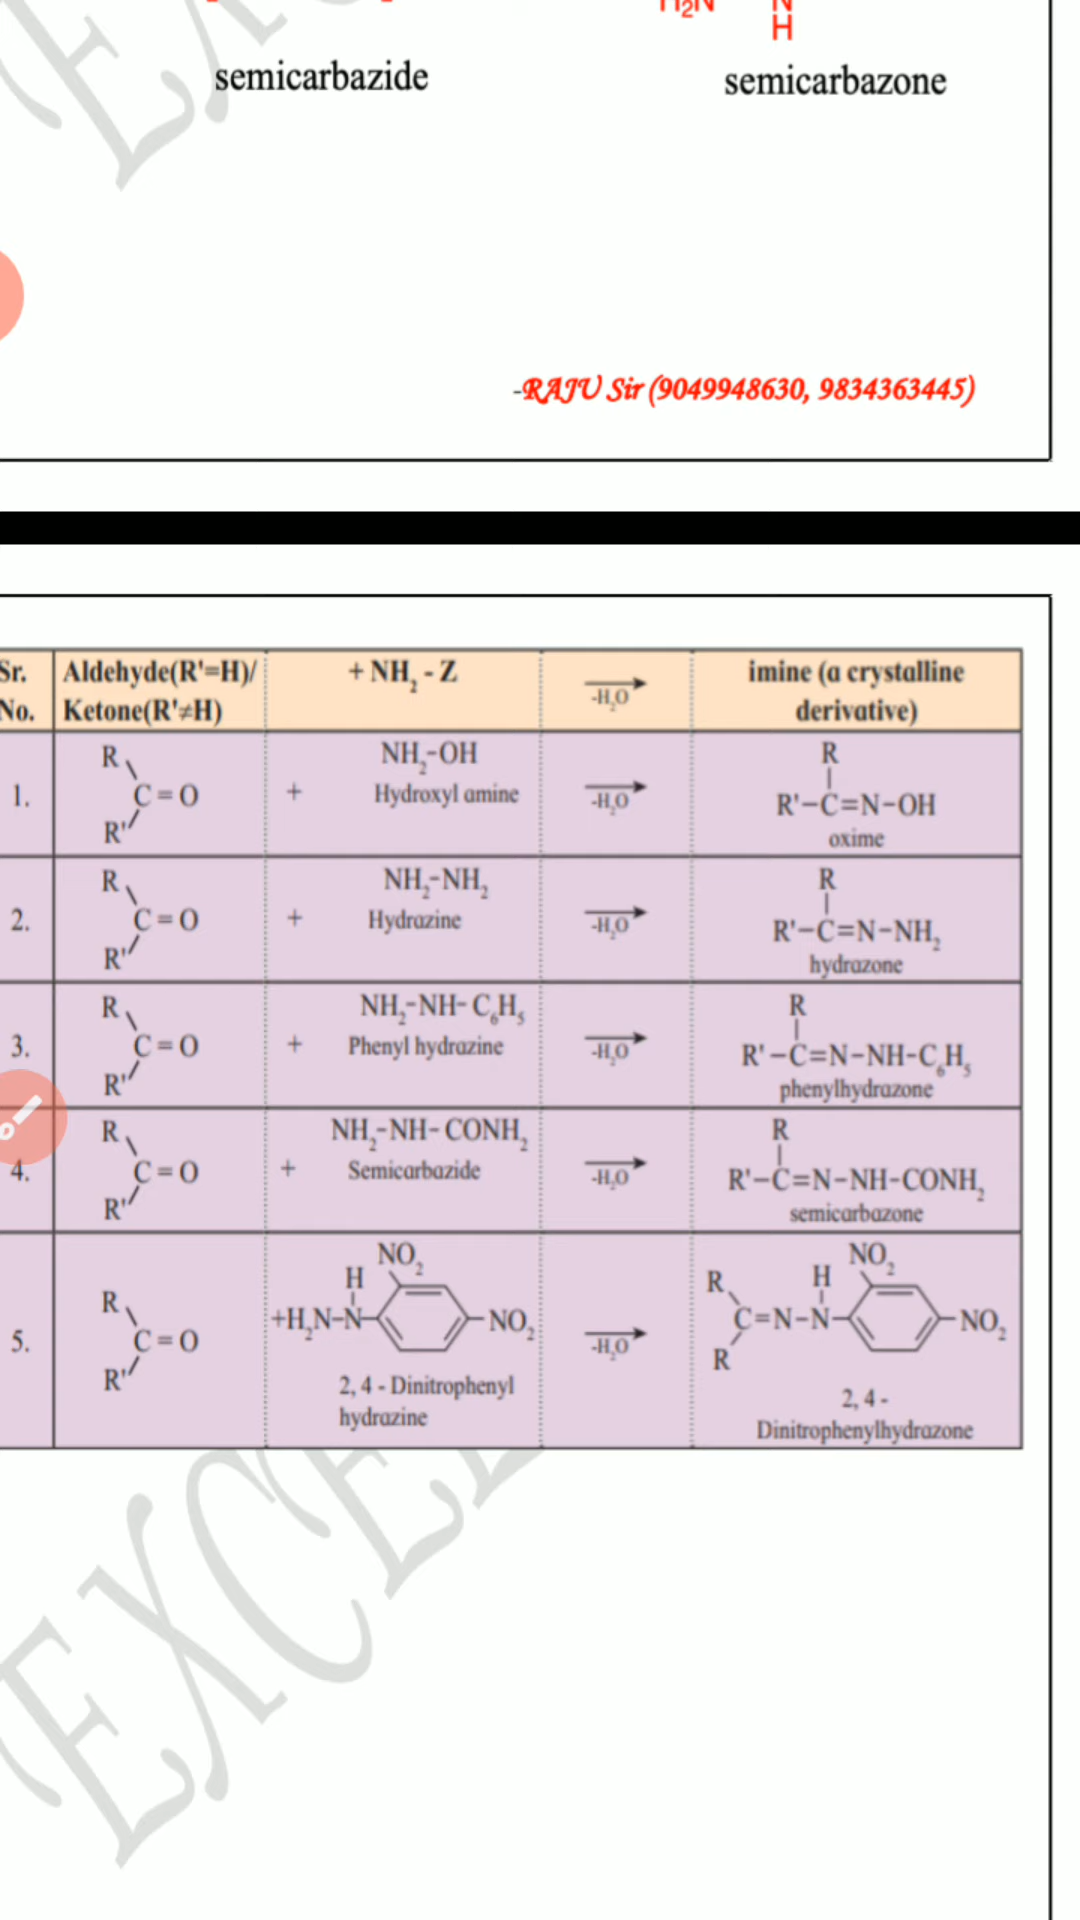 H₂N N
H
semicarbazide semicarbazone
-RAJU Sir (9049948630, 9834363445)
Sr. No. Aldehyde(R'=H)/ Ketone(R'≠H) + NH₂ - Z -H₂O imine (a crystalline derivative)
1. R R' C=O + NH₂-OH Hydroxyl amine -H₂O R R'-C=N-OH oxime
2. R R' C=O + NH₂-NH₂ Hydrazine -H₂O R R'-C=N-NH₂ hydrazone
3. R R' C=O + NH₂-NH-C₆H₅ Phenyl hydrazine -H₂O R R'-C=N-NH-C₆H₅ phenylhydrazone
4. R R' C=O + NH₂-NH-CONH₂ Semicarbazide -H₂O R R'-C=N-NH-CONH₂ semicarbazone
5. R R' C=O +H₂N-N H NO₂ NO₂ 2, 4 - Dinitrophenyl hydrazine -H₂O R R C=N-N H NO₂ NO₂ 2, 4 - Dinitrophenylhydrazone
EXCEL